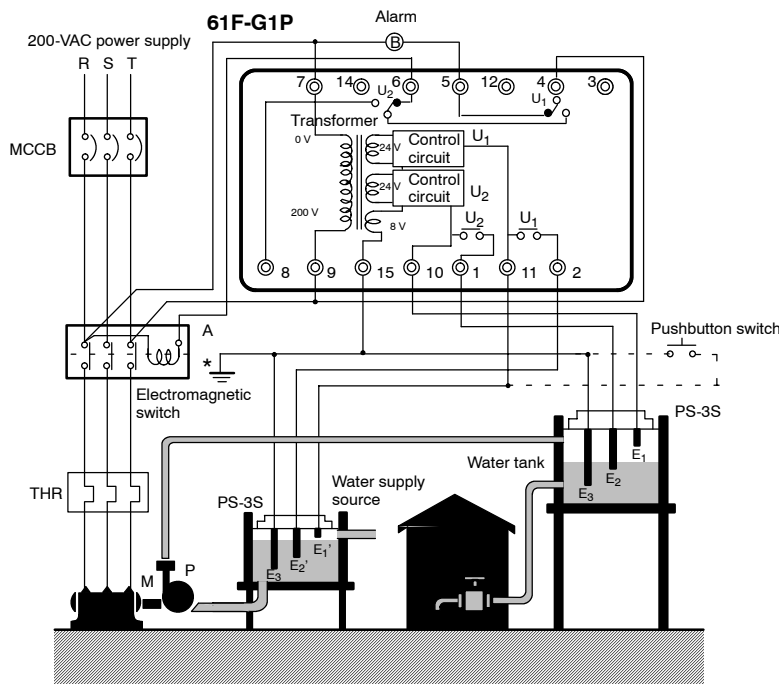 61F-G1P
Alarm
200-VAC power supply
R S T
B
7 14 6 5 12 4 3
U2
U1
MCCB
Transformer
0 V
24 V
Control circuit
U1
24 V
Control circuit
U2
200 V
8 V
U2
U1
8 9 15 10 1 11 2
A
*
Pushbutton switch
Electromagnetic
switch
PS-3S
Water tank
E1
E2
E3
THR
PS-3S
Water supply
source
E1'
E2'
E3
M
P